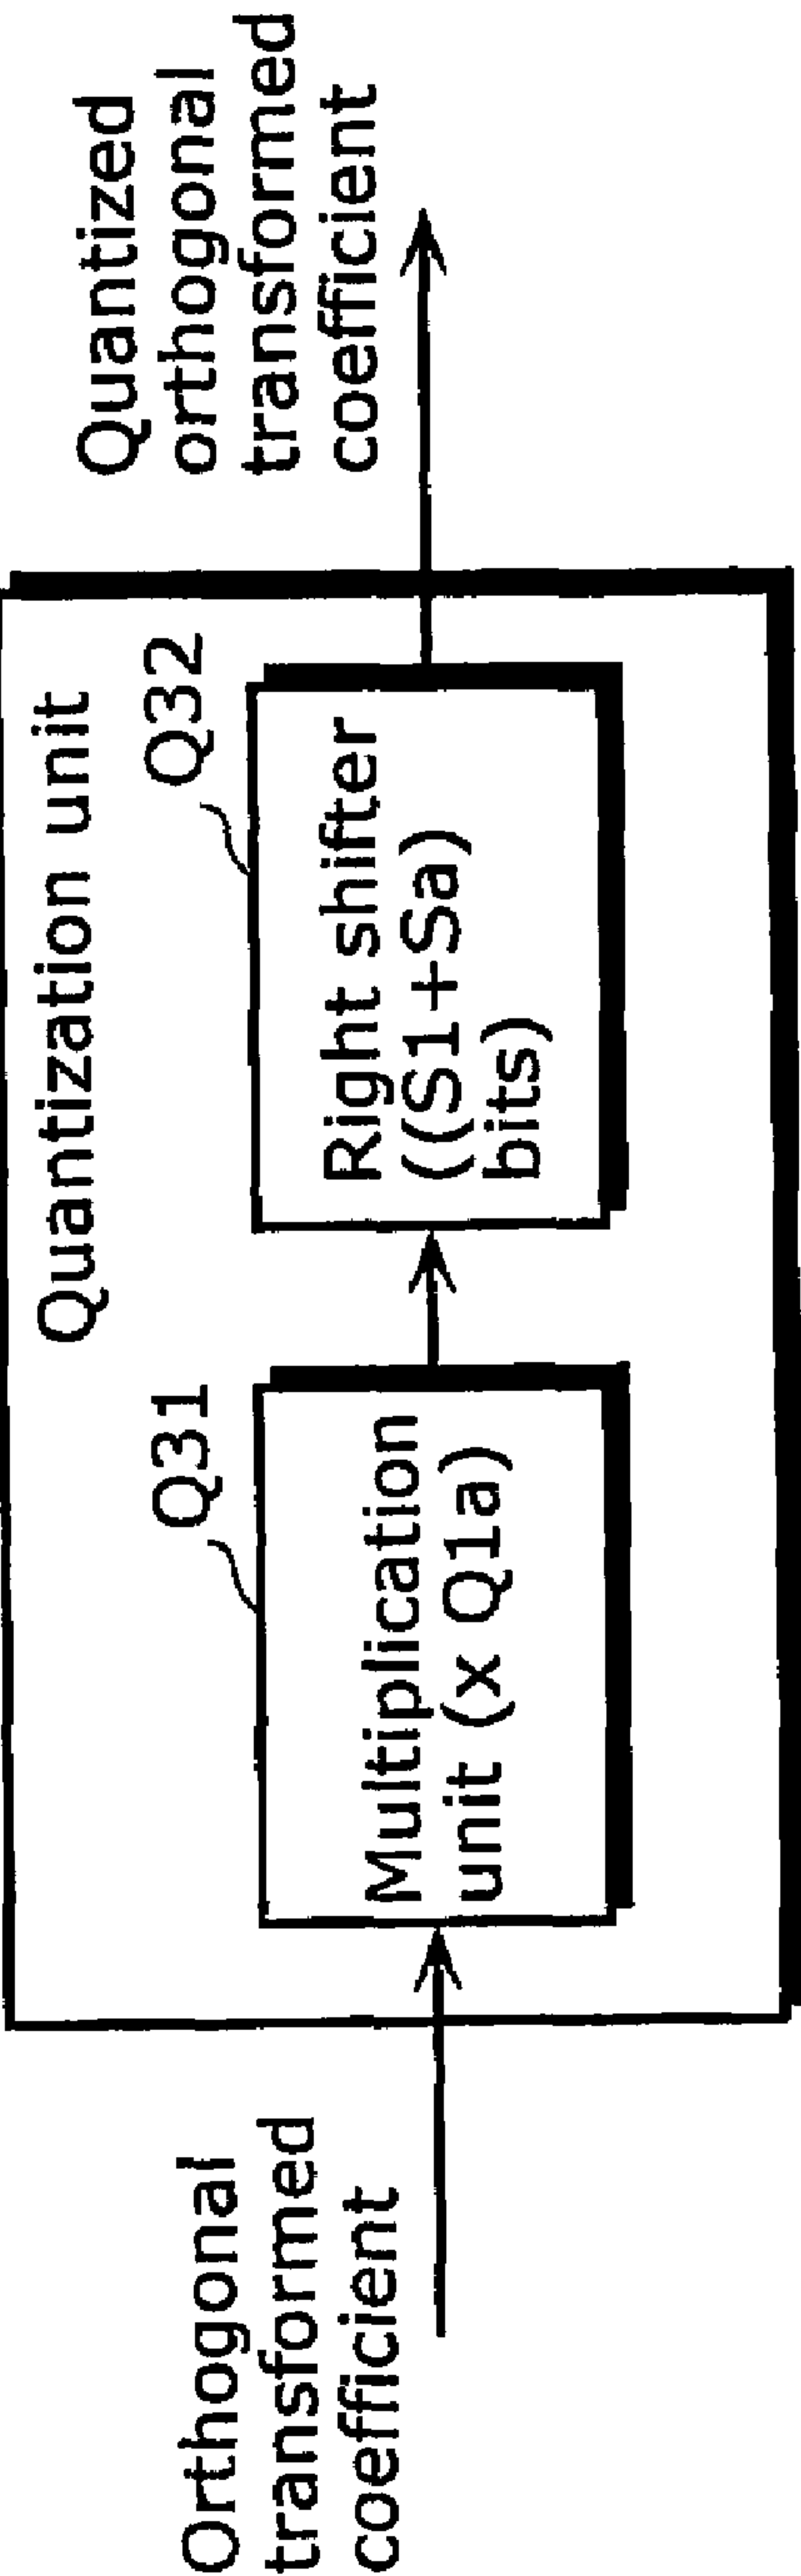 Orthogonal
transformed
coefficient
Quantization unit
Q31
Multiplication
unit (x Q1a)
Q32
Right shifter
((S1+Sa)
bits)
Quantized
orthogonal
transformed
coefficient